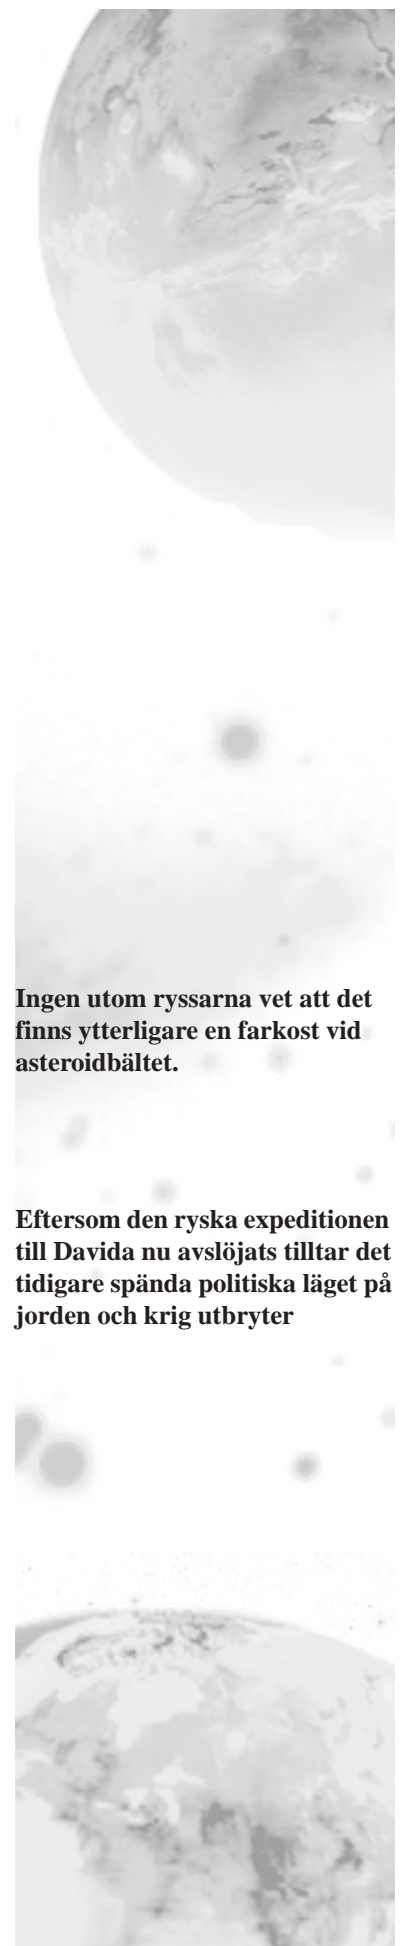 Ingen utom ryssarna vet att det
finns ytterligare en farkost vid
asteroidbältet.
Eftersom den ryska expeditionen
till Davida nu avslöjats tilltar det
tidigare spända politiska läget på
jorden och krig utbryter